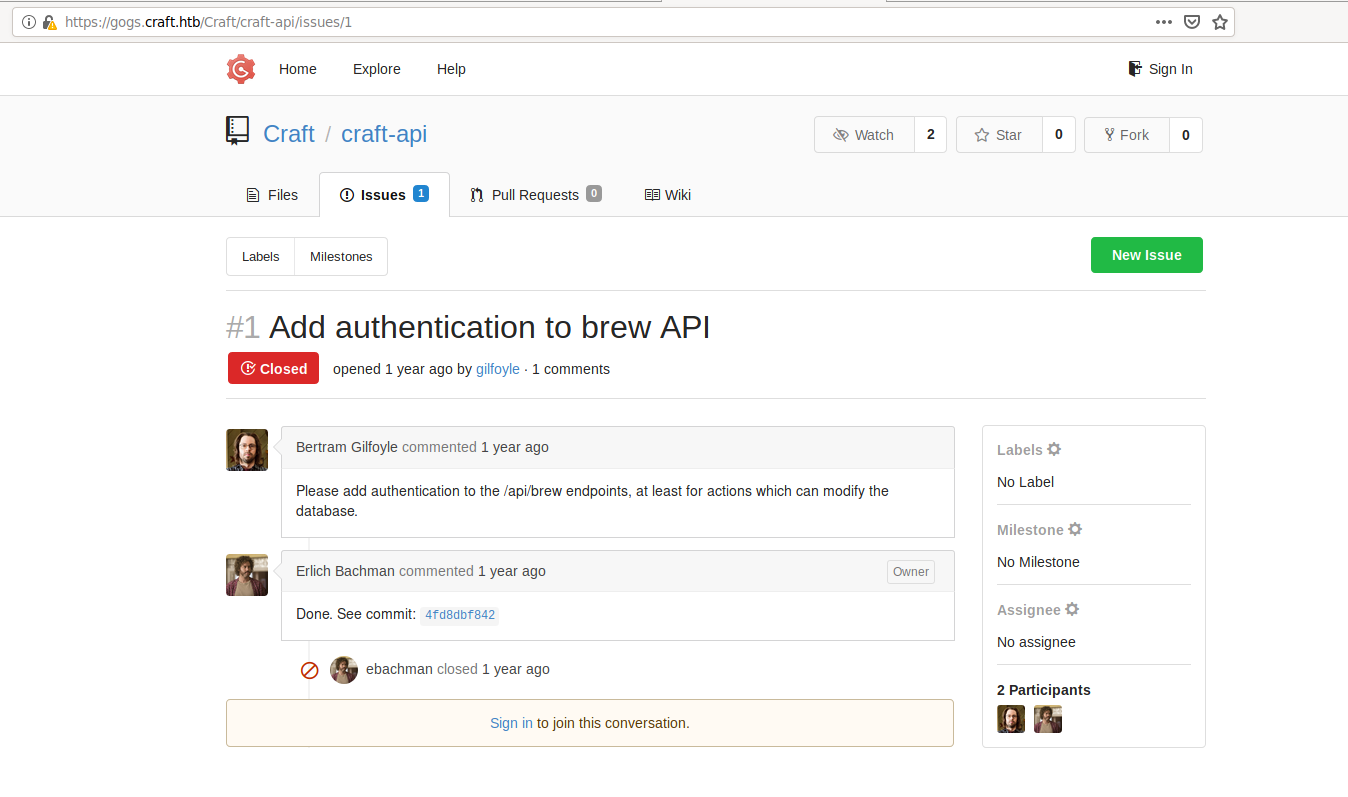 https://gogs.craft.htb/Craft/craft-api/issues/1
Home Explore Help Sign In
Craft / craft-api Watch 2 Star 0 Fork 0
Files Issues 1 Pull Requests 0 Wiki
Labels Milestones New Issue
#1 Add authentication to brew API
Closed opened 1 year ago by gilfoyle · 1 comments
Bertram Gilfoyle commented 1 year ago
Please add authentication to the /api/brew endpoints, at least for actions which can modify the
database.
Erlich Bachman commented 1 year ago Owner
Done. See commit: 4fd8dbf842
ebachman closed 1 year ago
Sign in to join this conversation.
Labels
No Label
Milestone
No Milestone
Assignee
No assignee
2 Participants